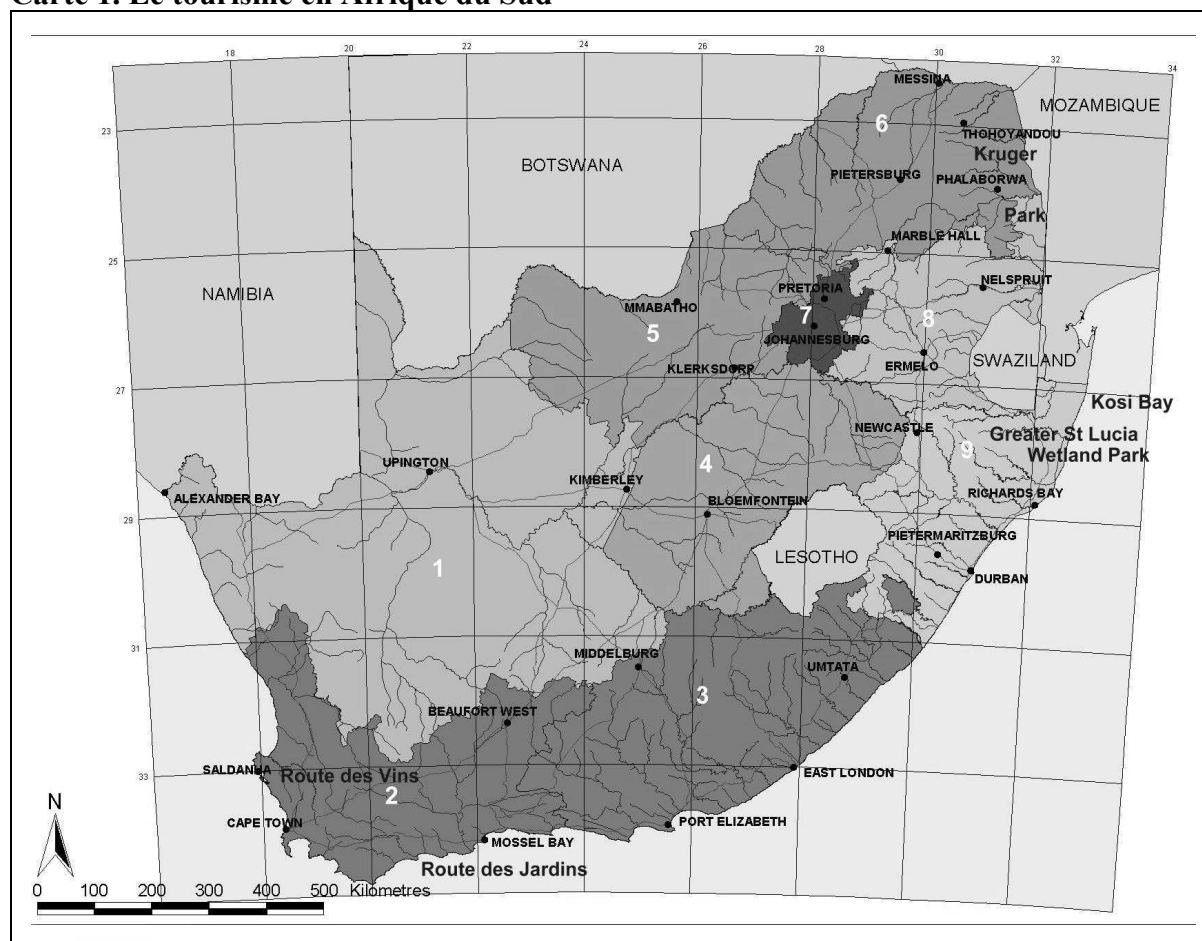 Carte 1: Le tourisme en Afrique du Sud
18 20 22 24 26 28 30 32 34
MESSINA
MOZAMBIQUE
23
6
THOHOYANDOU
Kruger
BOTSWANA
PIETERSBURG
PHALABORWA
Park
MARBLE HALL
25
NELSPRUIT
PRETORIA
NAMIBIA
MMABATHO
7
8
5
JOHANNESBURG
SWAZILAND
ERMELO
KLERKSDORP
27
Kosi Bay
NEWCASTLE
Greater St Lucia
9
Wetland Park
UPINGTON
4
KIMBERLEY
RICHARDS BAY
ALEXANDER BAY
BLOEMFONTEIN
29
PIETERMARITZBURG
LESOTHO
1
DURBAN
31
MIDDELBURG
UMTATA
3
BEAUFORT WEST
SALDANHA
33
Route des Vins
EAST LONDON
2
N
CAPE TOWN
PORT ELIZABETH
MOSSEL BAY
Route des Jardins
0 100 200 300 400 500 Kilometres